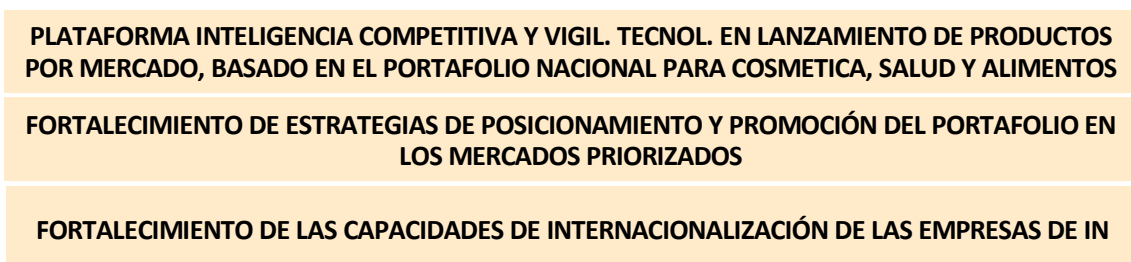 PLATAFORMA INTELIGENCIA COMPETITIVA Y VIGIL. TECNOL. EN LANZAMIENTO DE PRODUCTOS
POR MERCADO, BASADO EN EL PORTAFOLIO NACIONAL PARA COSMETICA, SALUD Y ALIMENTOS
FORTALECIMIENTO DE ESTRATEGIAS DE POSICIONAMIENTO Y PROMOCIÓN DEL PORTAFOLIO EN
LOS MERCADOS PRIORIZADOS
FORTALECIMIENTO DE LAS CAPACIDADES DE INTERNACIONALIZACIÓN DE LAS EMPRESAS DE IN